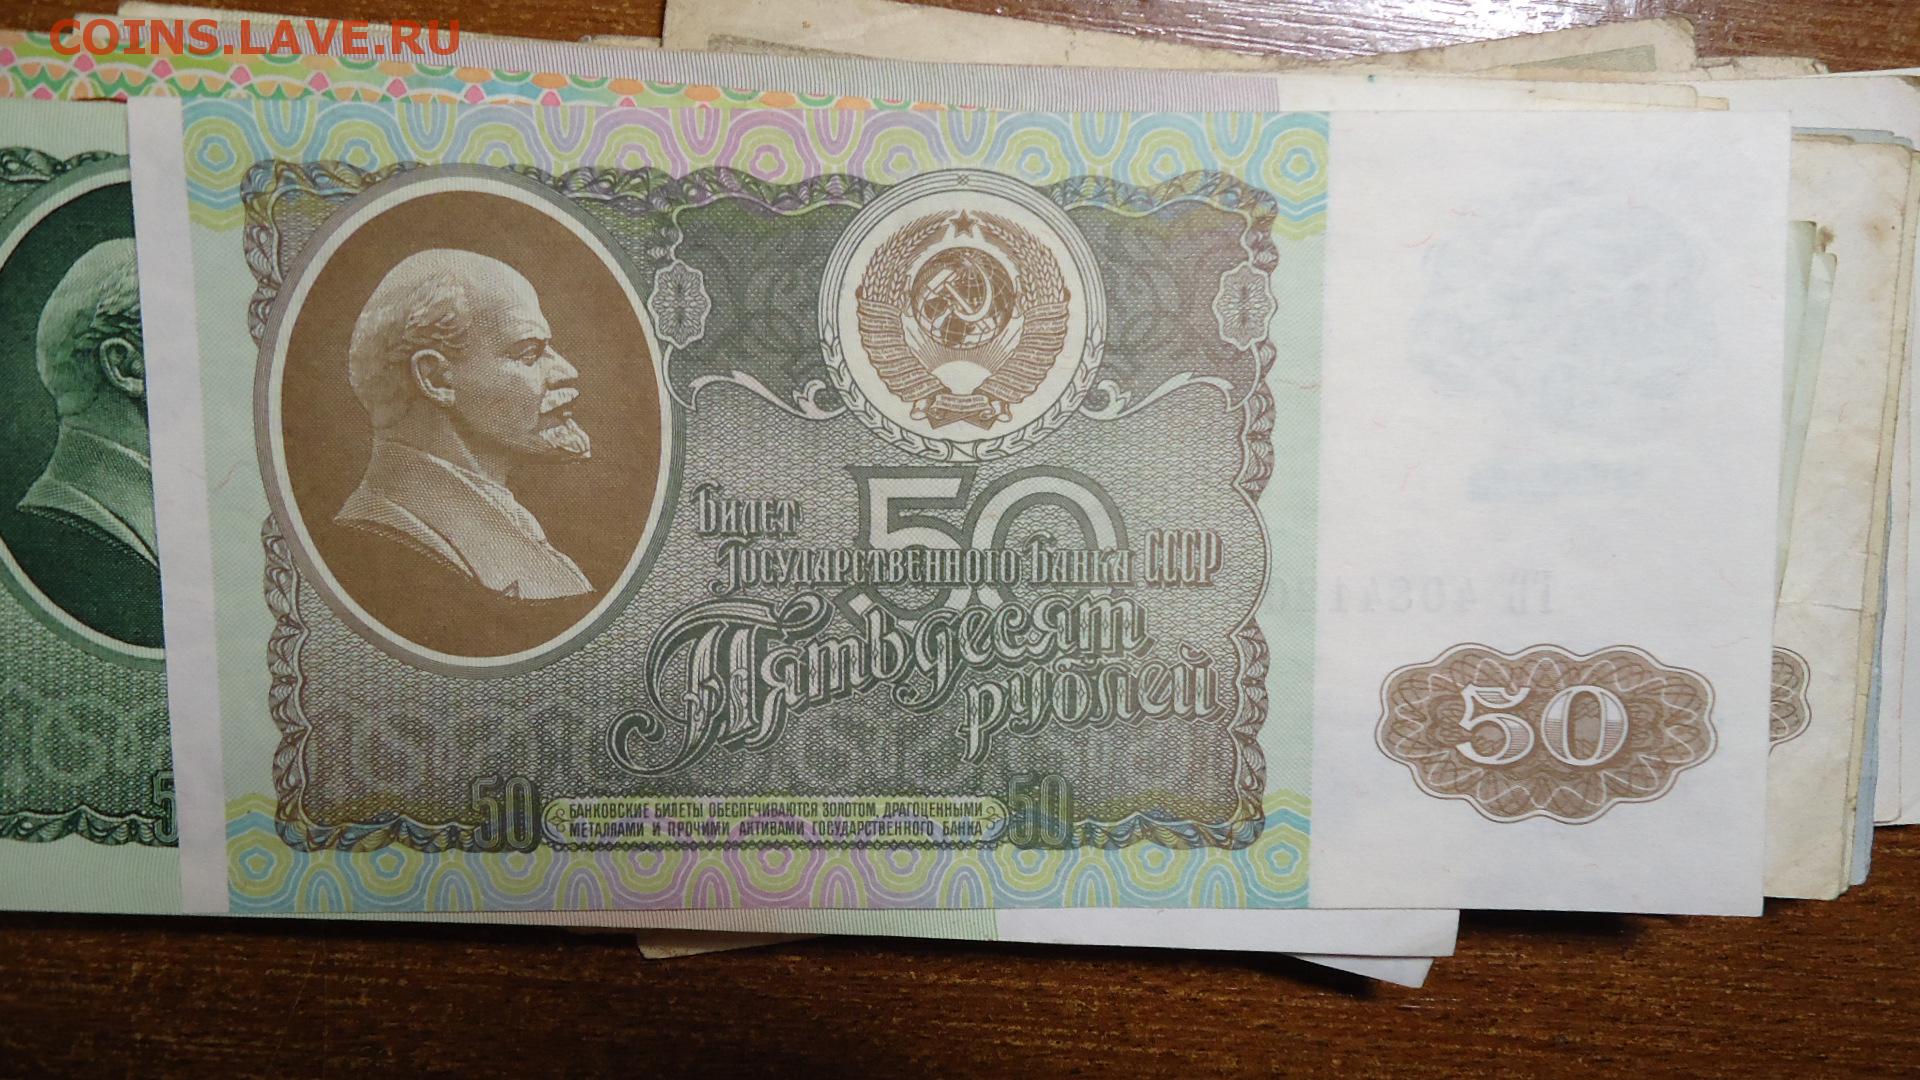 COINS.LAVE.RU
Билет
Государственного Банка СССР
50
Пятьдесят
рублей
50
50 БАНКОВСКИЕ БИЛЕТЫ ОБЕСПЕЧИВАЮТСЯ ЗОЛОТОМ, ДРАГОЦЕННЫМИ 50
МЕТАЛЛАМИ И ПРОЧИМИ АКТИВАМИ ГОСУДАРСТВЕННОГО БАНКА